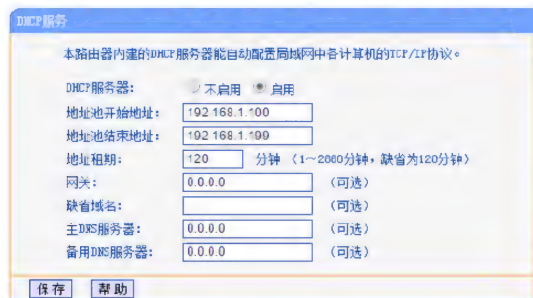 DHCP服务
本路由器内建的DHCP服务器能自动配置局域网中各计算机的TCP/IP协议。
DHCP服务器： 不启用 启用
地址池开始地址： 192.168.1.100
地址池结束地址： 192.168.1.199
地址租期： 120 分钟 （1～2880分钟，缺省为120分钟）
网关： 0.0.0.0 （可选）
缺省域名： （可选）
主DNS服务器： 0.0.0.0 （可选）
备用DNS服务器： 0.0.0.0 （可选）
保存 帮助